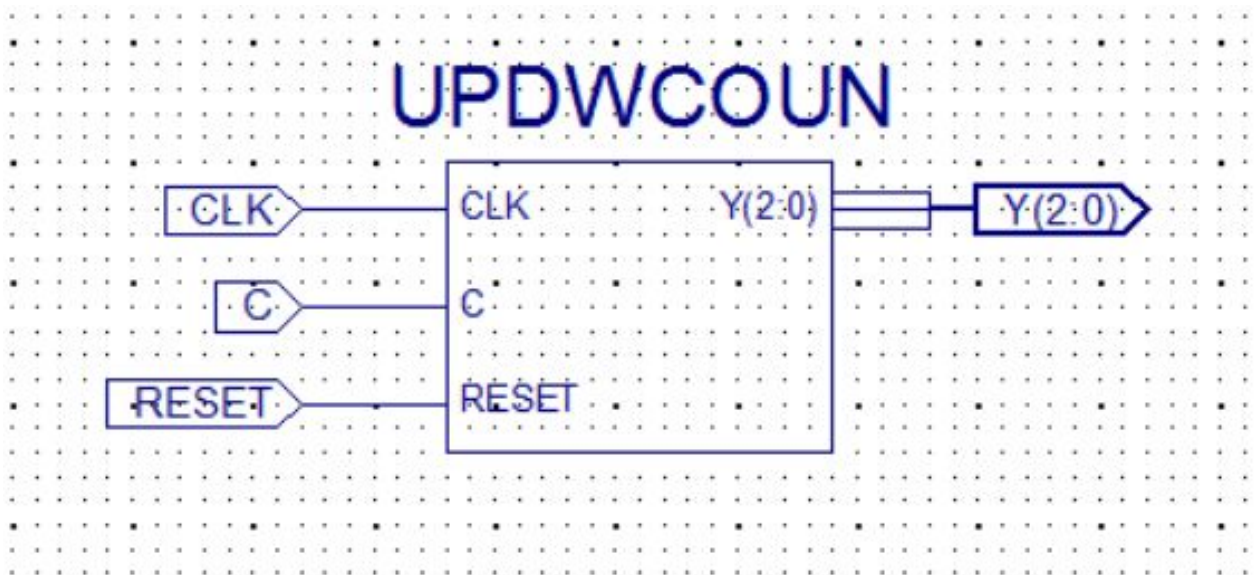 UPDWCOUN
CLK CLK Y(2:0) Y(2:0)
C C
RESET RESET